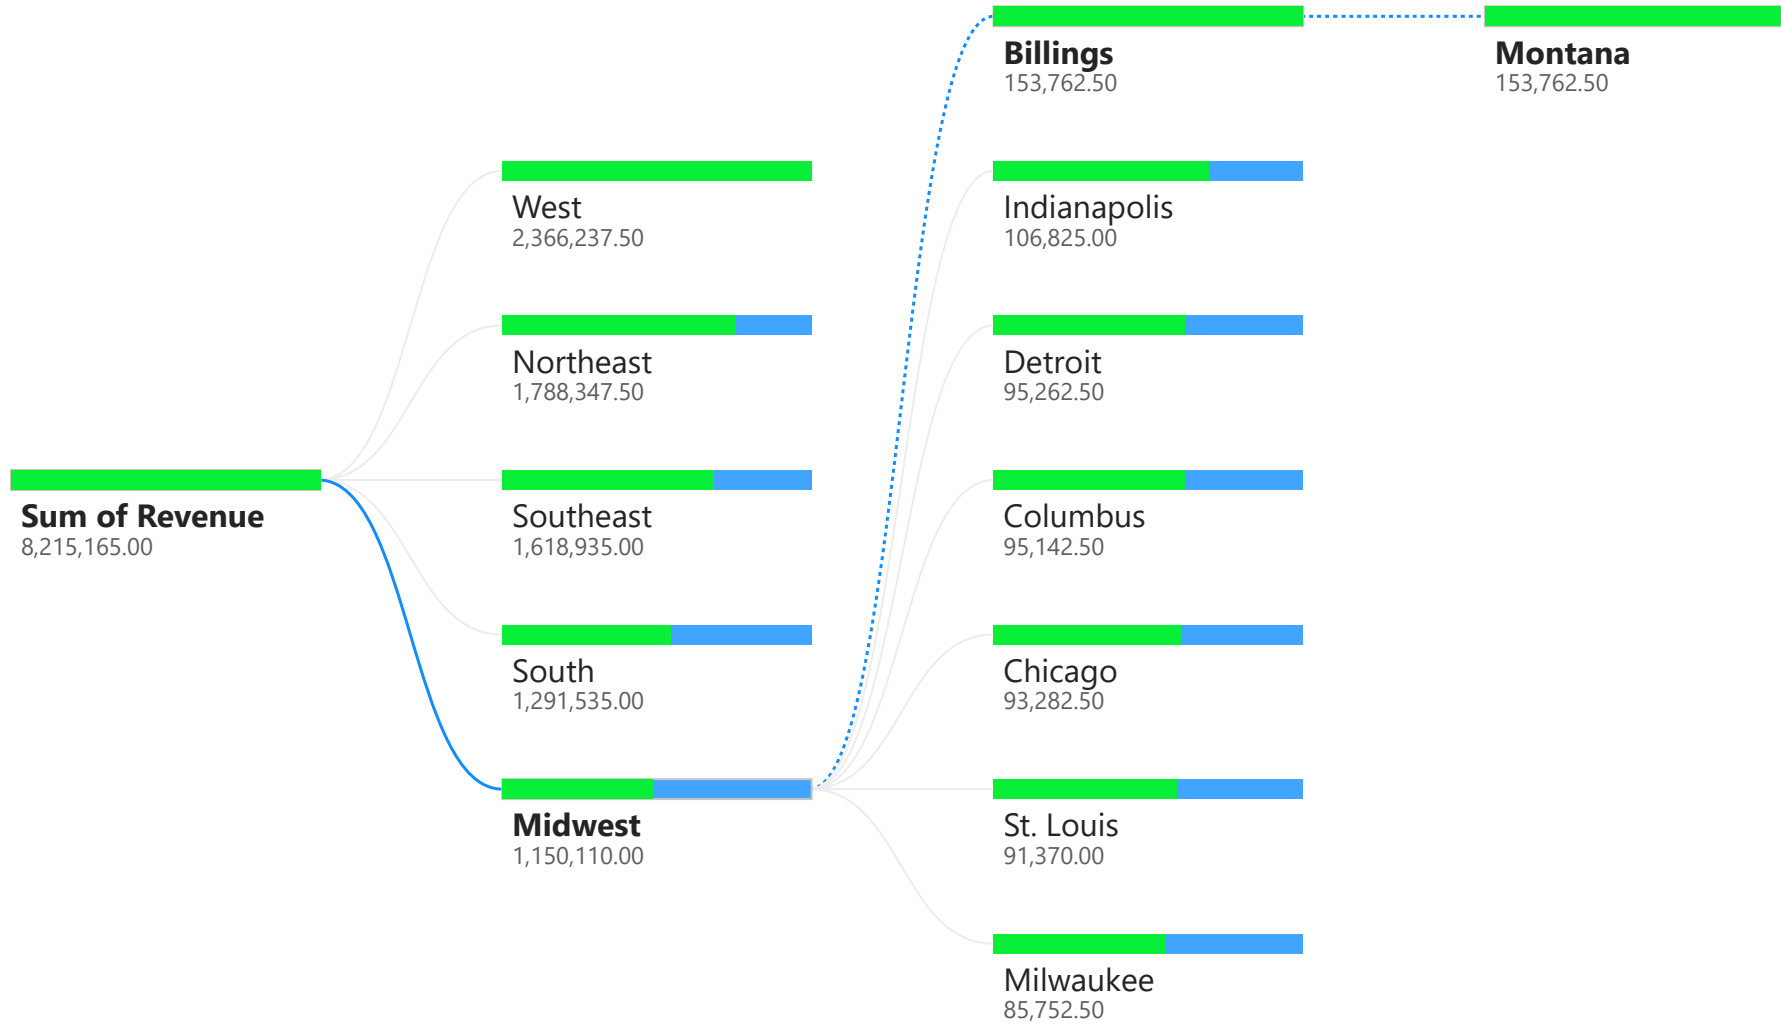 Sum of Revenue
8,215,165.00
West
2,366,237.50
Northeast
1,788,347.50
Southeast
1,618,935.00
South
1,291,535.00
Midwest
1,150,110.00
Billings
153,762.50
Indianapolis
106,825.00
Detroit
95,262.50
Columbus
95,142.50
Chicago
93,282.50
St. Louis
91,370.00
Milwaukee
85,752.50
Montana
153,762.50